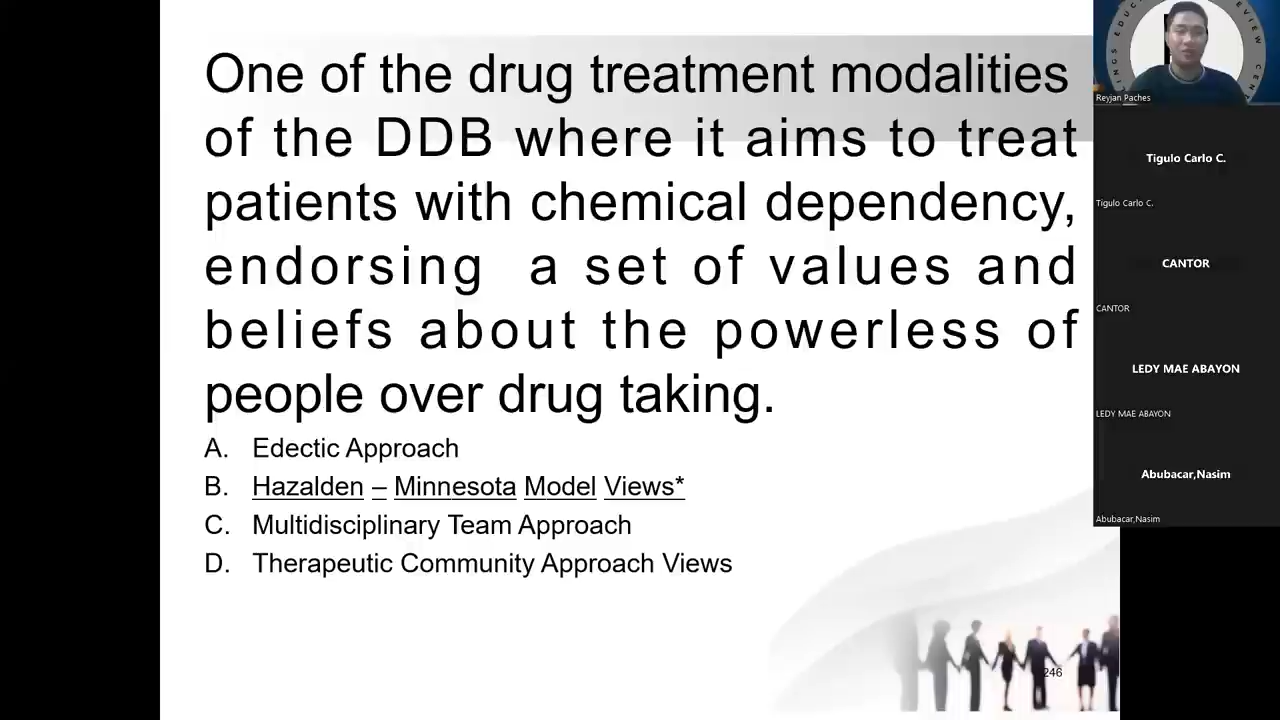 One of the drug treatment modalities
of the DDB where it aims to treat
patients with chemical dependency,
endorsing a set of values and
beliefs about the powerless of
people over drug taking.
A. Edectic Approach
B. Hazalden – Minnesota Model Views*
C. Multidisciplinary Team Approach
D. Therapeutic Community Approach Views
246
Reyjan Paches
Tigulo Carlo C.
Tigulo Carlo C.
CANTOR
CANTOR
LEDY MAE ABAYON
LEDY MAE ABAYON
Abubacar,Nasim
Abubacar,Nasim